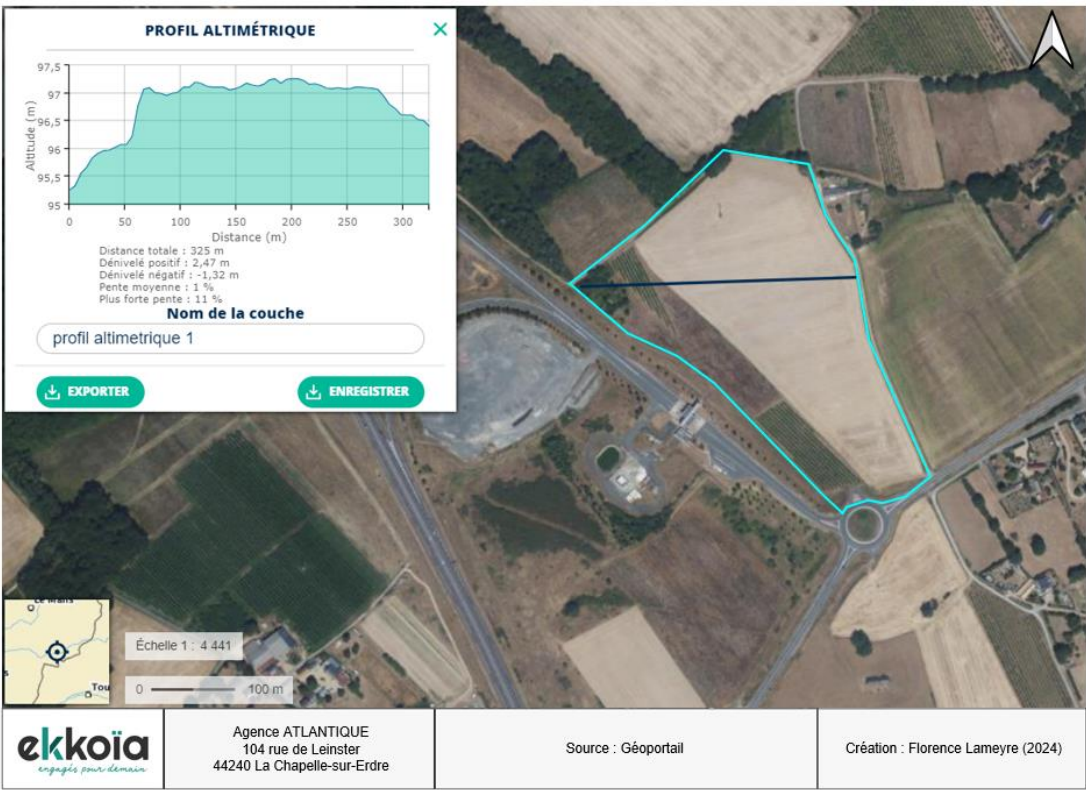 PROFIL ALTIMÉTRIQUE
97,5
97
96,5
96
95,5
95
Altitude (m)
0 50 100 150 200 250 300
Distance (m)
Distance totale : 325 m
Dénivelé positif : 2,47 m
Dénivelé négatif : -1,32 m
Pente moyenne : 1 %
Plus forte pente : 11 %
Nom de la couche
profil altimetrique 1
EXPORTER
ENREGISTRER
Le Mans
s
Tou
Échelle 1 : 4 441
0 100 m
ekkoïa
engagés pour demain
Agence ATLANTIQUE
104 rue de Leinster
44240 La Chapelle-sur-Erdre
Source : Géoportail
Création : Florence Lameyre (2024)